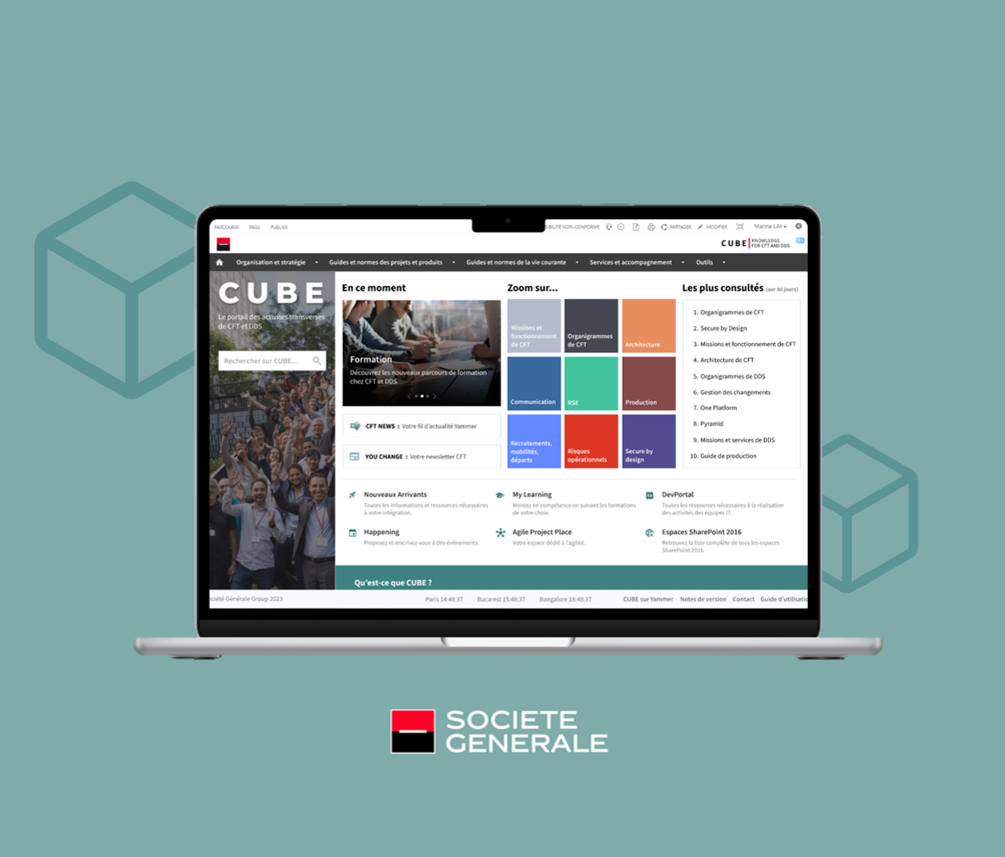 PARCOURIR PAGE PUBLIER
SIBILITÉ NON-CONFORME PARTAGER MODIFIER Marina LAV
CUBE KNOWLEDGE
FOR CFT AND DDS
Organisation et stratégie Guides et normes des projets et produits Guides et normes de la vie courante Services et accompagnement Outils
CUBE
Le portail des activités transverses
de CFT et DDS
Rechercher sur CUBE...
En ce moment
Formation
Découvrez les nouveaux parcours de formation
chez CFT et DDS
CFT NEWS : Votre fil d'actualité Yammer
YOU CHANGE : Votre newsletter CFT
Zoom sur...
Missions et
fonctionnement
de CFT
Organigrammes
de CFT
Architecture
Communication
RSE
Production
Recrutements,
mobilités,
départs
Risques
opérationnels
Secure by
design
Les plus consultés (sur 30 jours)
1. Organigrammes de CFT
2. Secure by Design
3. Missions et fonctionnement de CFT
4. Architecture de CFT
5. Organigrammes de DDS
6. Gestion des changements
7. One Platform
8. Pyramid
9. Missions et services de DDS
10. Guide de production
Nouveaux Arrivants
Toutes les informations et ressources nécessaires
à votre intégration.
My Learning
Montez en compétence en suivant les formations
de votre choix.
DevPortal
Toutes les ressources nécessaires à la réalisation
des activités des équipes IT.
Happening
Proposez et inscrivez-vous à des événements.
Agile Project Place
Votre espace dédié à l'agilité.
Espaces SharePoint 2016
Retrouvez la liste complète de tous les espaces
SharePoint 2016.
Qu'est-ce que CUBE ?
ociété Générale Group 2023 Paris 14:48:37 Bucarest 15:48:37 Bangalore 18:48:37 CUBE sur Yammer Notes de version Contact Guide d'utilisatio
SOCIETE
GENERALE